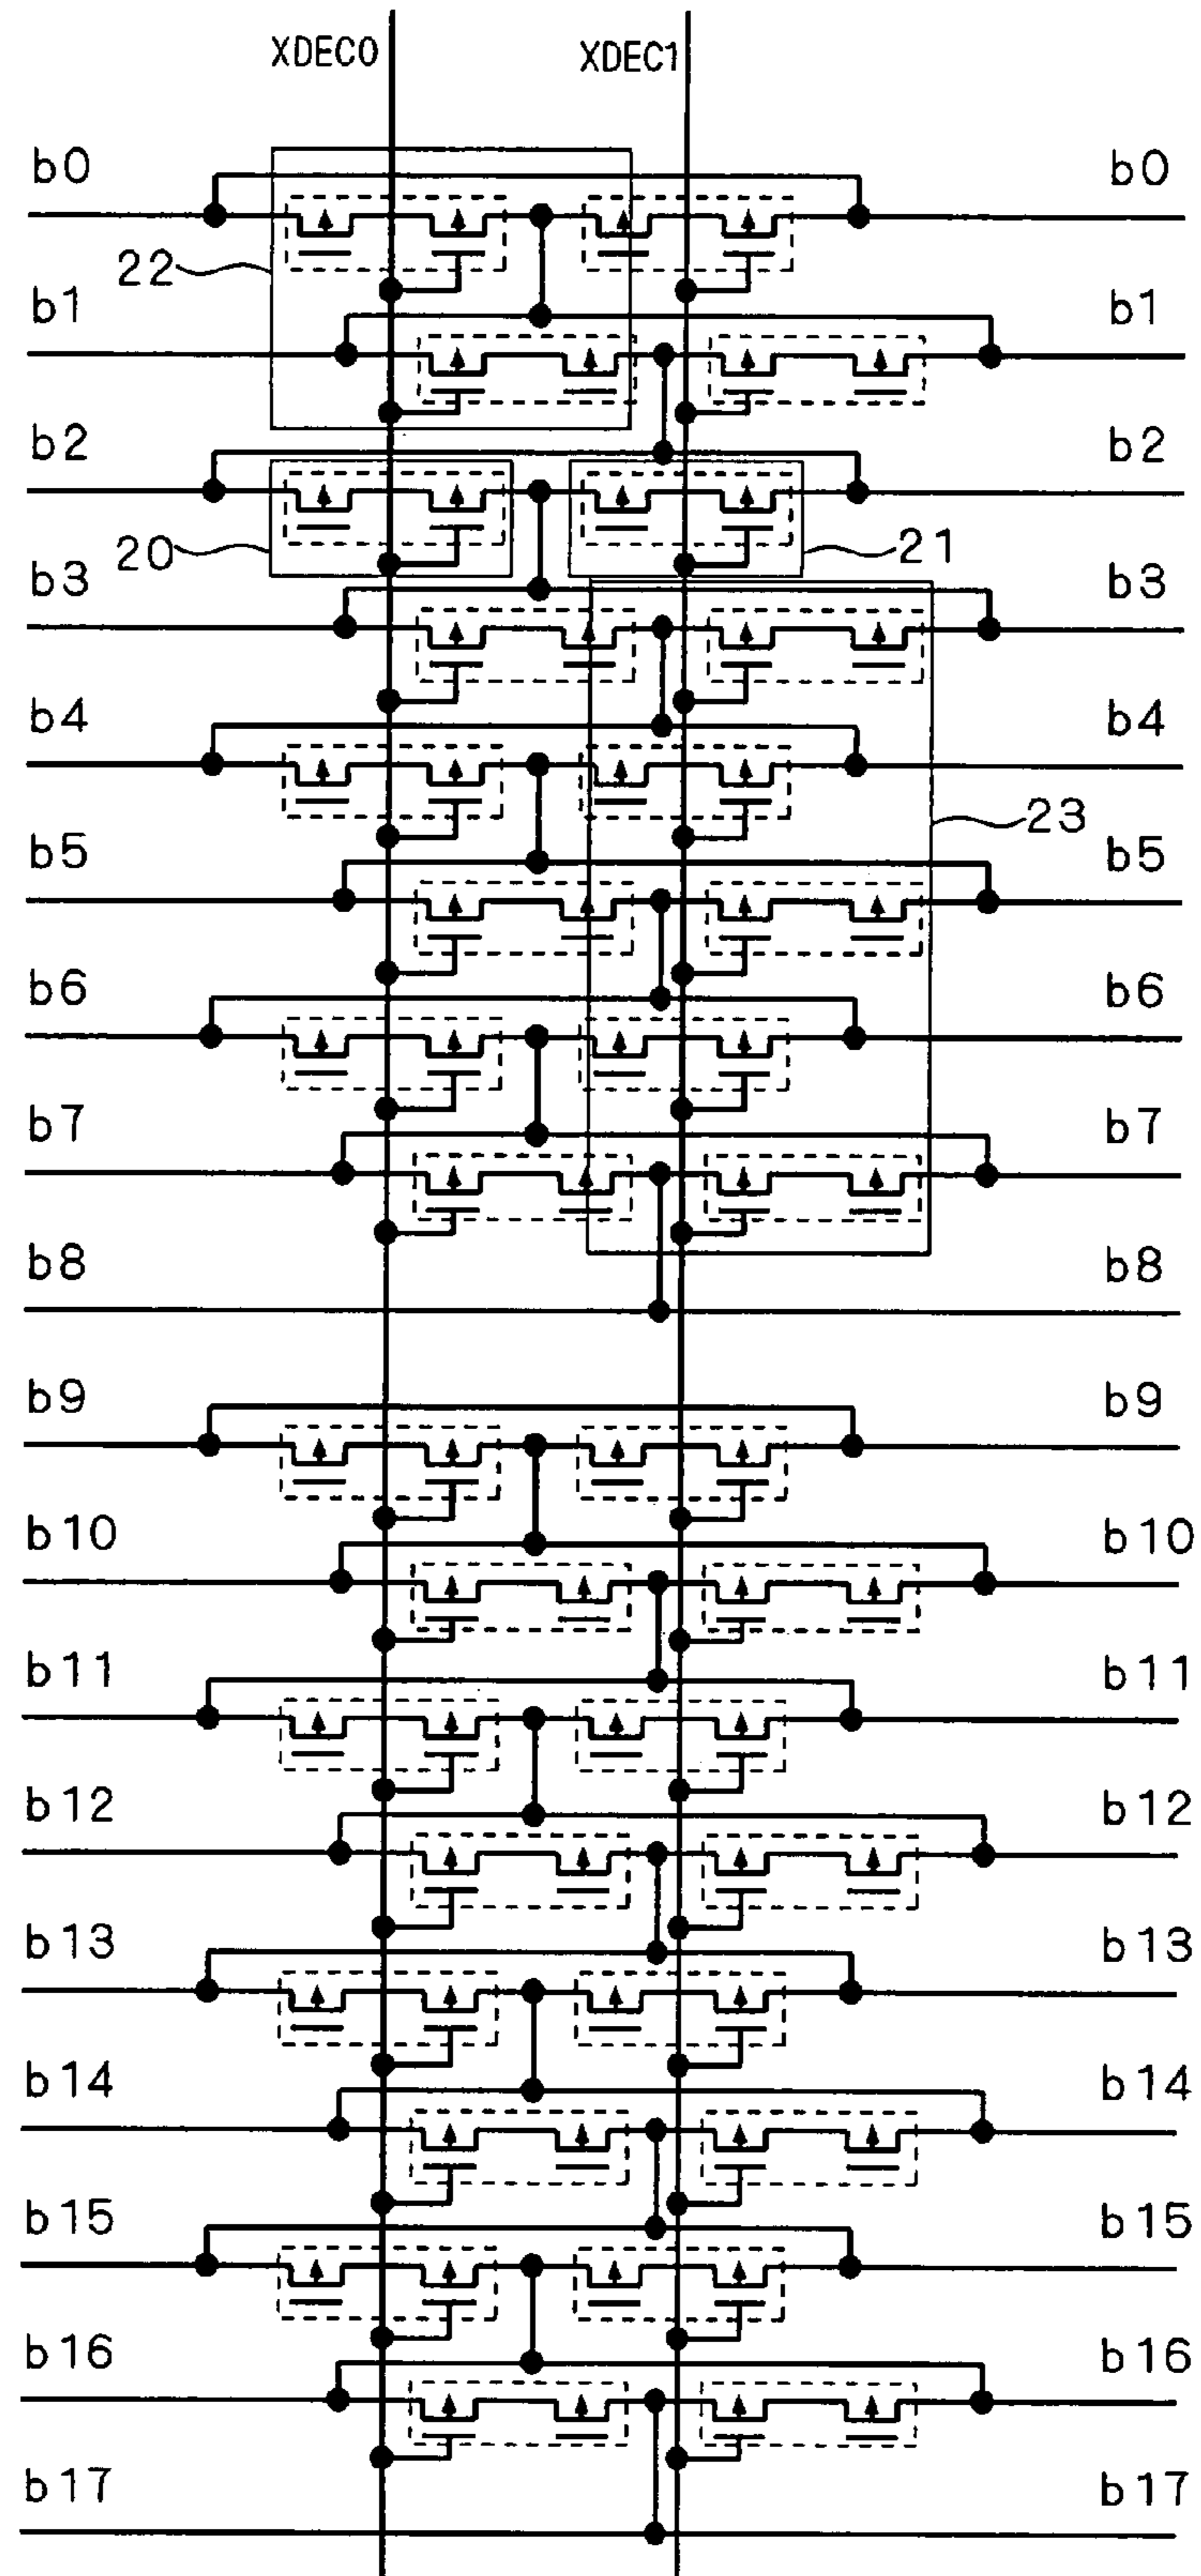 XDEC0 XDEC1
b0 b0
22
b1 b1
b2 b2
20 21
b3 b3
b4 b4
23
b5 b5
b6 b6
b7 b7
b8 b8
b9 b9
b10 b10
b11 b11
b12 b12
b13 b13
b14 b14
b15 b15
b16 b16
b17 b17